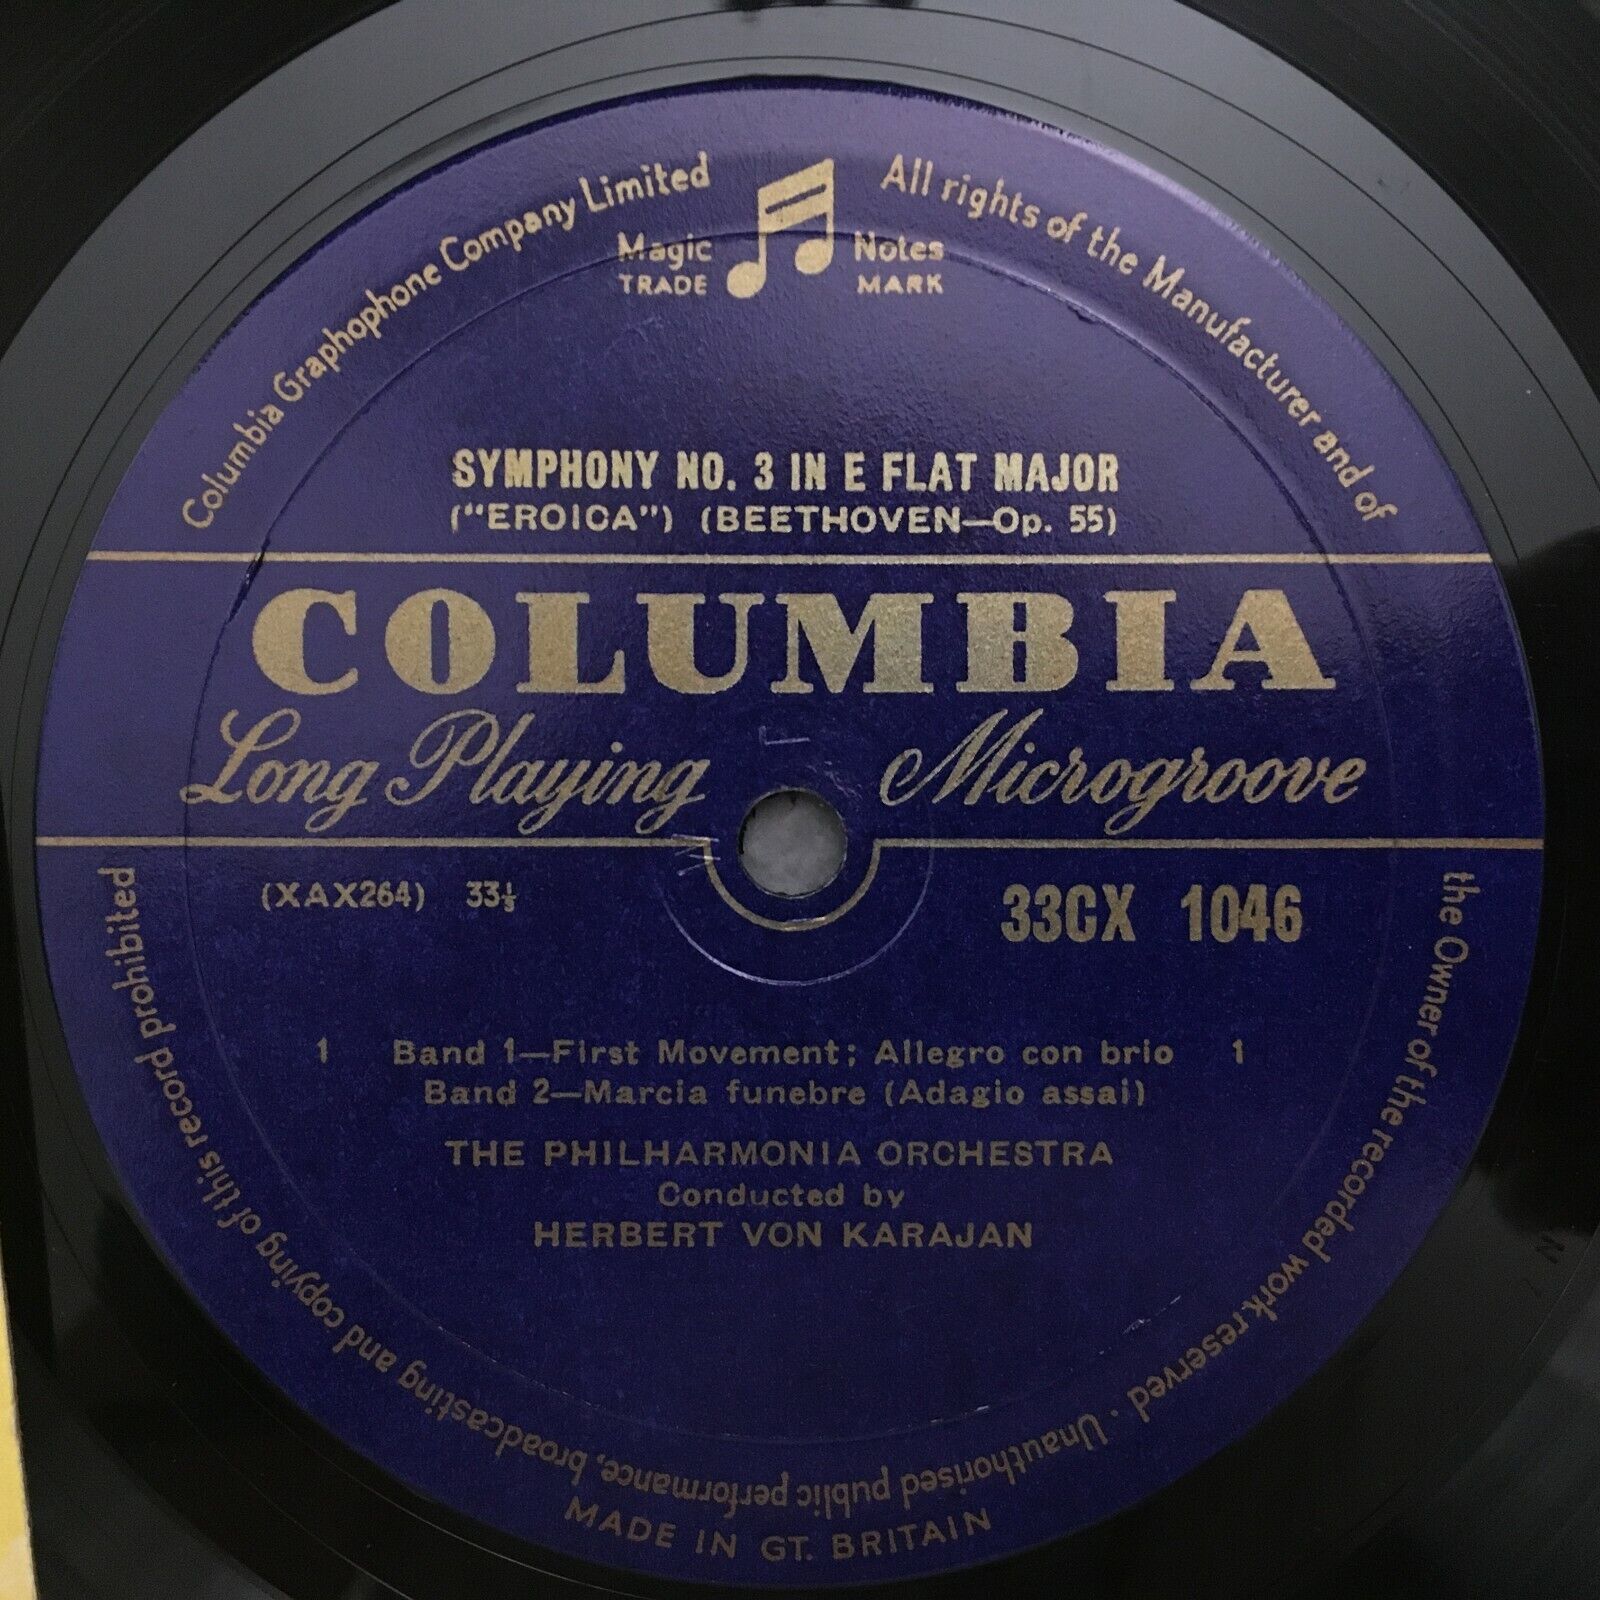 Columbia Graphophone Company Limited
Magic Notes
TRADE MARK
All rights of the Manufacturer and of
the Owner of the recorded work reserved · Unauthorised public performance, broadcasting and copying of this record prohibited
SYMPHONY NO. 3 IN E FLAT MAJOR
("EROICA") (BEETHOVEN—Op. 55)
COLUMBIA
Long Playing Microgroove
(XAX264) 33⅓
33CX 1046
1 Band 1—First Movement; Allegro con brio 1
Band 2—Marcia funebre (Adagio assai)
THE PHILHARMONIA ORCHESTRA
Conducted by
HERBERT VON KARAJAN
MADE IN GT. BRITAIN